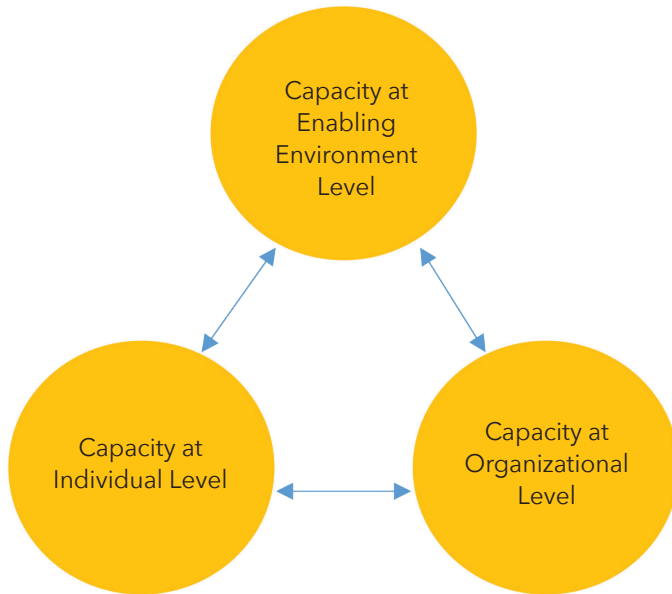 Capacity at
Enabling
Environment
Level
Capacity at
Individual Level
Capacity at
Organizational
Level